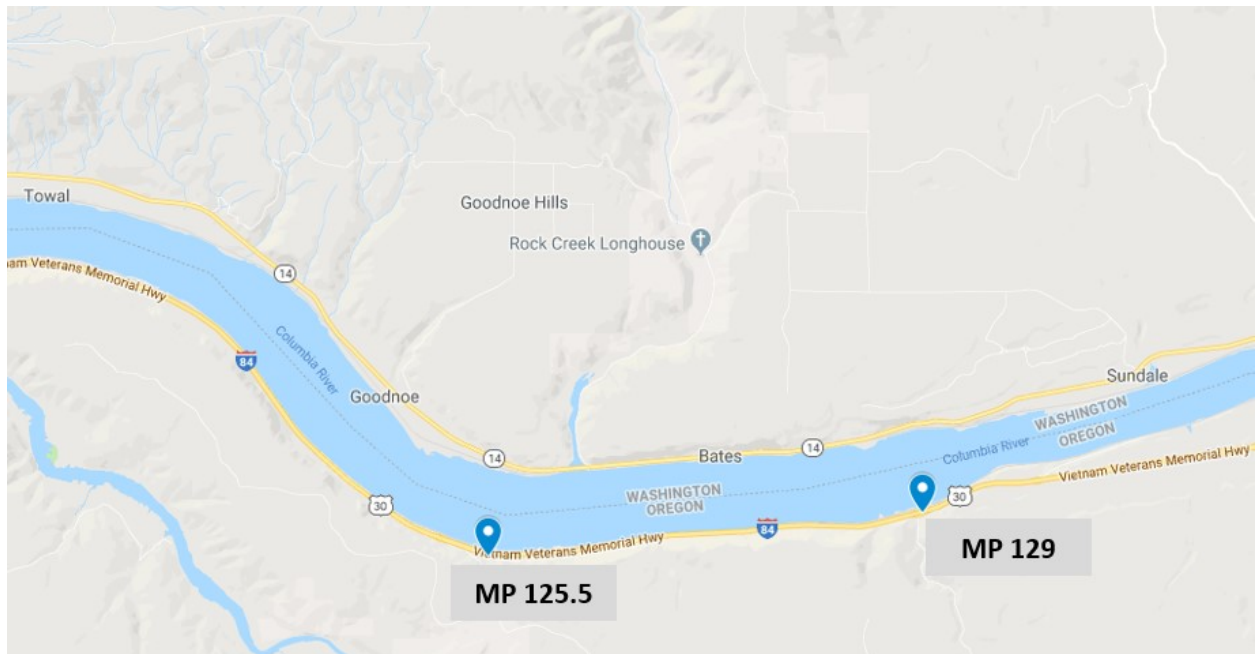 Towal
Goodnoe Hills
Rock Creek Longhouse
14
nam Veterans Memorial Hwy
84
Columbia River
Goodnoe
Sundale
WASHINGTON
OREGON
Bates
14
Columbia River
14
Vietnam Veterans Memorial Hwy
WASHINGTON
OREGON
30
30
84
Vietnam Veterans Memorial Hwy
MP 129
MP 125.5